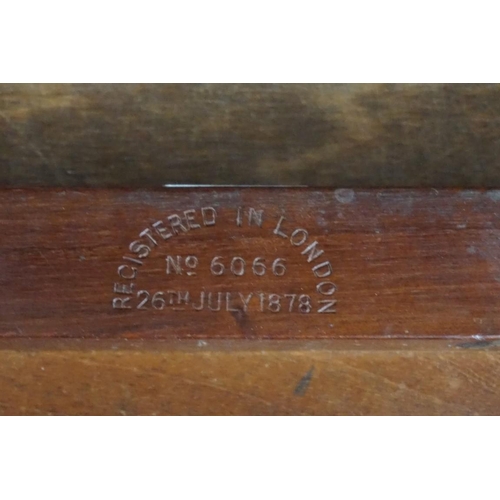 REGISTERED IN LONDON
No 6066
26TH JULY 1878